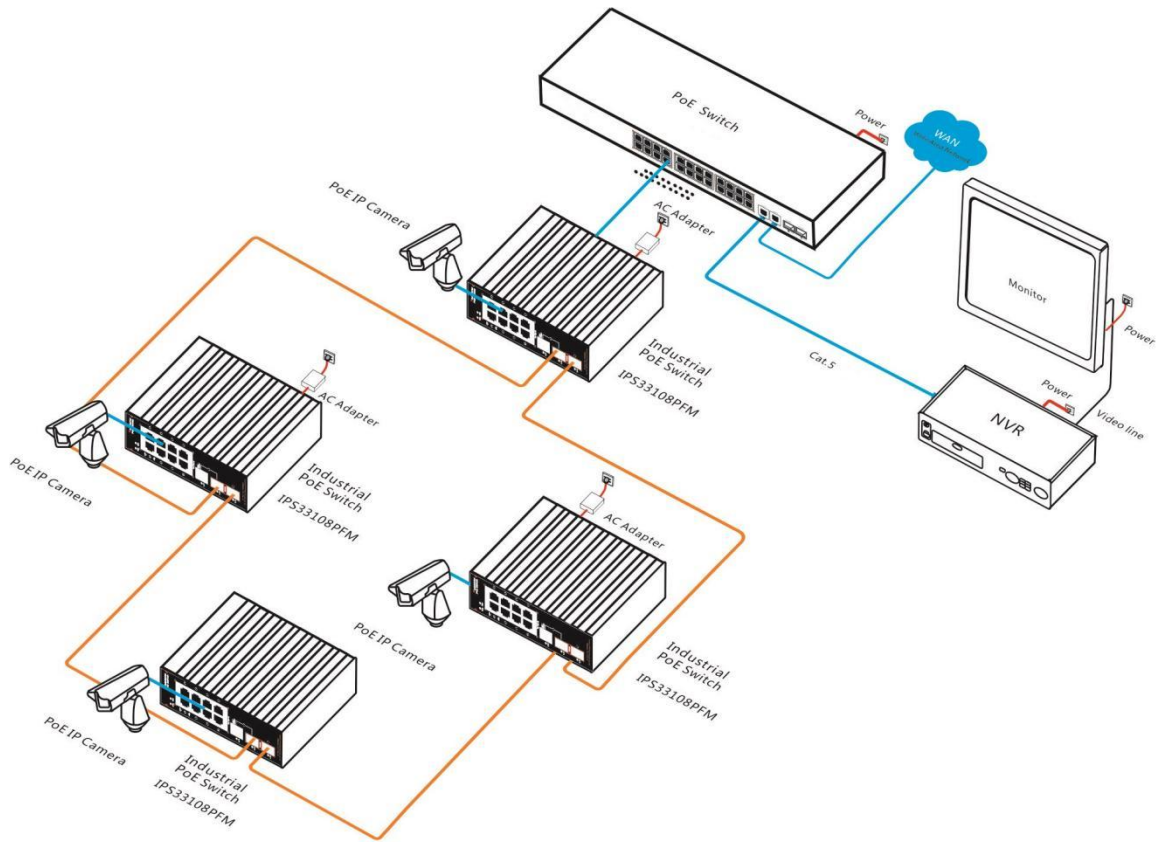 PoE Switch
Power
WAN
PoE IP Camera
AC Adapter
Monitor
Power
Industrial
PoE Switch
IPS33108PFM
Cat.5
Power
Video line
NVR
AC Adapter
PoE IP Camera
Industrial
PoE Switch
IPS33108PFM
AC Adapter
PoE IP Camera
Industrial
PoE Switch
IPS33108PFM
PoE IP Camera
Industrial
PoE Switch
IPS33108PFM